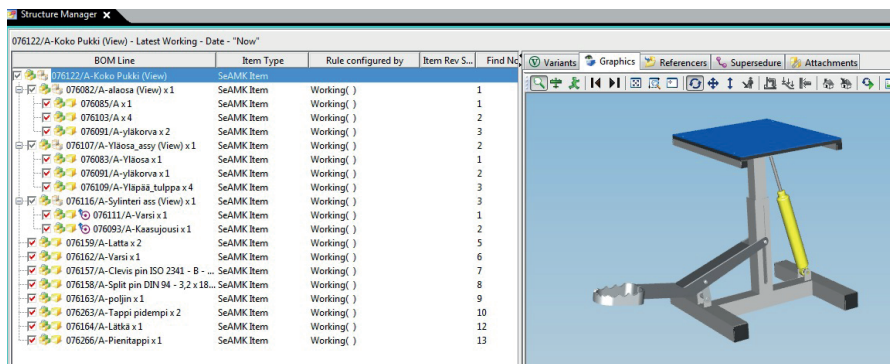 Structure Manager
076122/A-Koko Pukki (View) - Latest Working - Date - "Now"
BOM Line Item Type Rule configured by Item Rev S... Find No
076122/A-Koko Pukki (View) SeAMK Item
076082/A-alaosa (View) x 1 SeAMK Item Working( ) 1
076085/A x 1 SeAMK Item Working( ) 1
076103/A x 4 SeAMK Item Working( ) 2
076091/A-yläkorva x 2 SeAMK Item Working( ) 3
076107/A-Yläosa_assy (View) x 1 SeAMK Item Working( ) 2
076083/A-Yläosa x 1 SeAMK Item Working( ) 1
076091/A-yläkorva x 1 SeAMK Item Working( ) 2
076109/A-Yläpää_tulppa x 4 SeAMK Item Working( ) 3
076116/A-Sylinteri ass (View) x 1 SeAMK Item Working( ) 3
076111/A-Varsi x 1 SeAMK Item Working( ) 1
076093/A-Kaasujousi x 1 SeAMK Item Working( ) 2
076159/A-Latta x 2 SeAMK Item Working( ) 5
076162/A-Varsi x 1 SeAMK Item Working( ) 6
076157/A-Clevis pin ISO 2341 - B - ... SeAMK Item Working( ) 7
076158/A-Split pin DIN 94 - 3,2 x 18... SeAMK Item Working( ) 8
076163/A-poljin x 1 SeAMK Item Working( ) 9
076263/A-Tappi pidempi x 2 SeAMK Item Working( ) 10
076164/A-Lätkä x 1 SeAMK Item Working( ) 12
076266/A-Pienitappi x 1 SeAMK Item Working( ) 13
Variants Graphics Referencers Supersedure Attachments